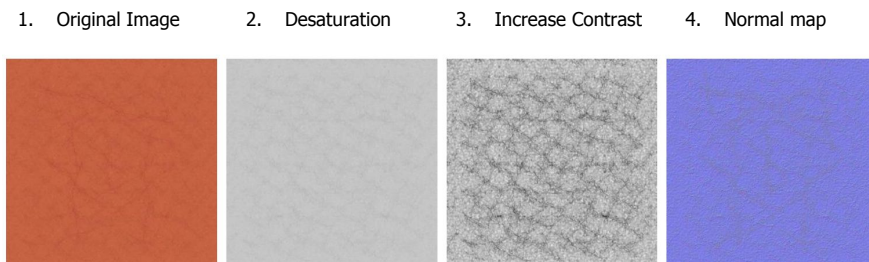 1. Original Image 2. Desaturation 3. Increase Contrast 4. Normal map